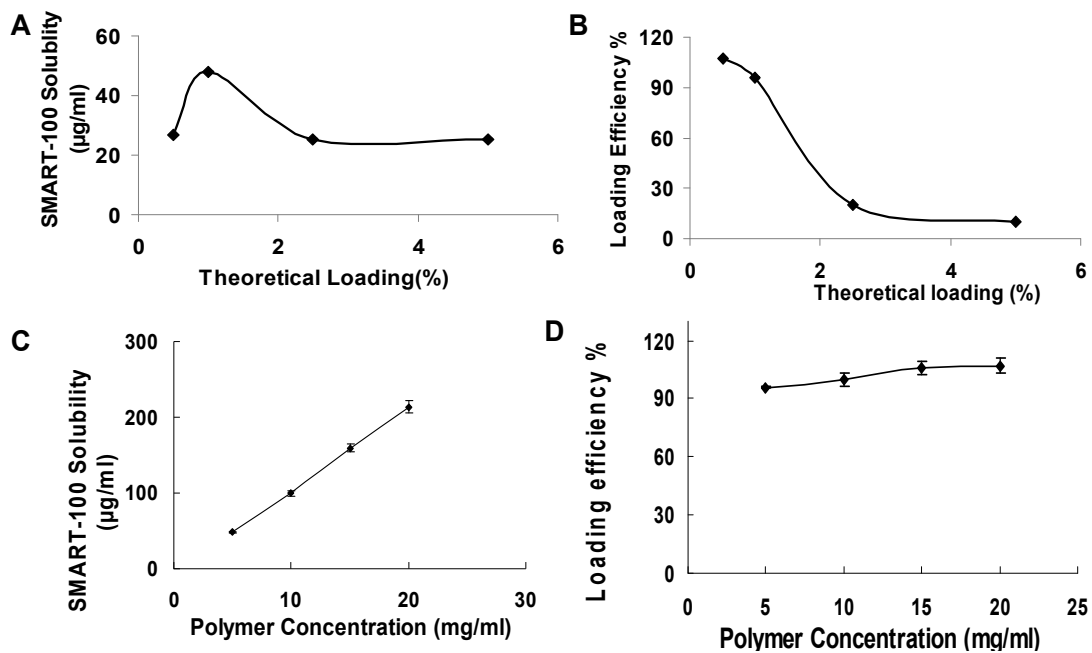 A
SMART-100 Solublity
(µg/ml)
60
40
20
0
0 2 4 6
Theoretical Loading(%)
B
Loading Efficiency %
120
90
60
30
0
0 2 4 6
Theoretical loading (%)
C
SMART-100 Solubility
(µg/ml)
300
200
100
0
0 10 20 30
Polymer Concentration (mg/ml)
D
Loading efficiency %
120
90
60
30
0
0 5 10 15 20 25
Polymer Concentration (mg/ml)